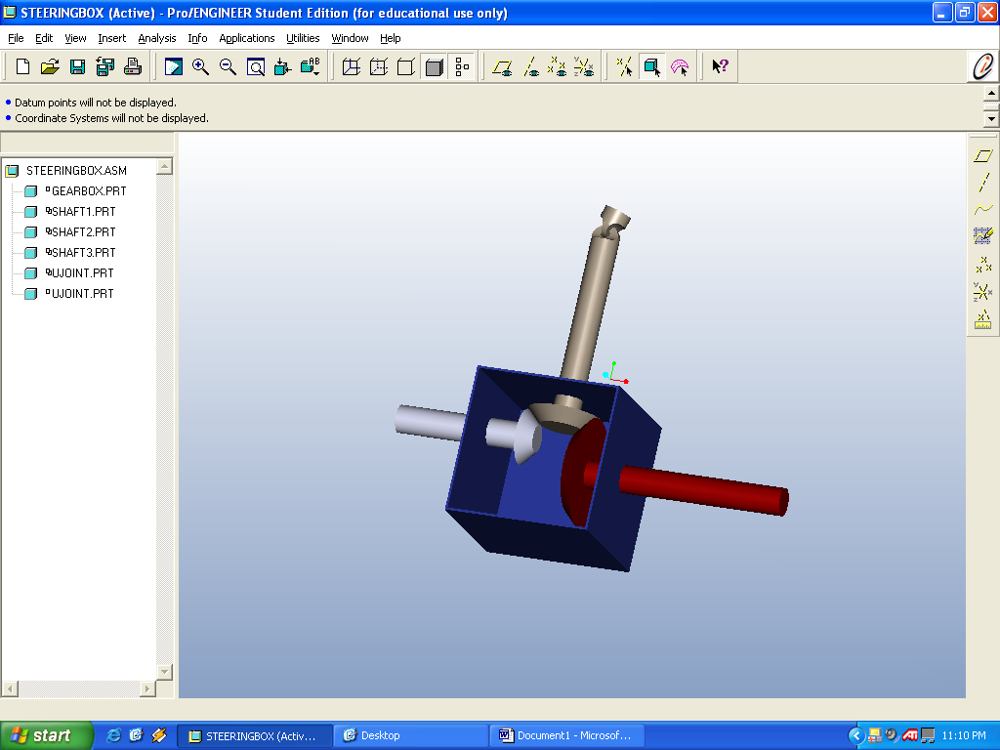 STEERINGBOX (Active) - Pro/ENGINEER Student Edition (for educational use only)
File Edit View Insert Analysis Info Applications Utilities Window Help
AB
Datum points will not be displayed.
Coordinate Systems will not be displayed.
STEERINGBOX.ASM
GEARBOX.PRT
SHAFT1.PRT
SHAFT2.PRT
SHAFT3.PRT
UJOINT.PRT
UJOINT.PRT
start STEERINGBOX (Activ... Desktop Document1 - Microsof... 11:10 PM